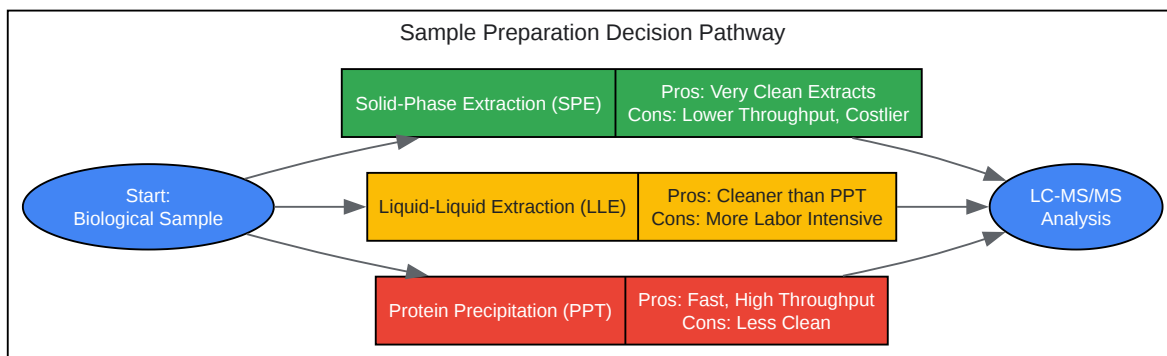 Sample Preparation Decision Pathway
Solid-Phase Extraction (SPE)
Pros: Very Clean Extracts
Cons: Lower Throughput, Costlier
Start:
Biological Sample
Liquid-Liquid Extraction (LLE)
Pros: Cleaner than PPT
Cons: More Labor Intensive
LC-MS/MS
Analysis
Protein Precipitation (PPT)
Pros: Fast, High Throughput
Cons: Less Clean